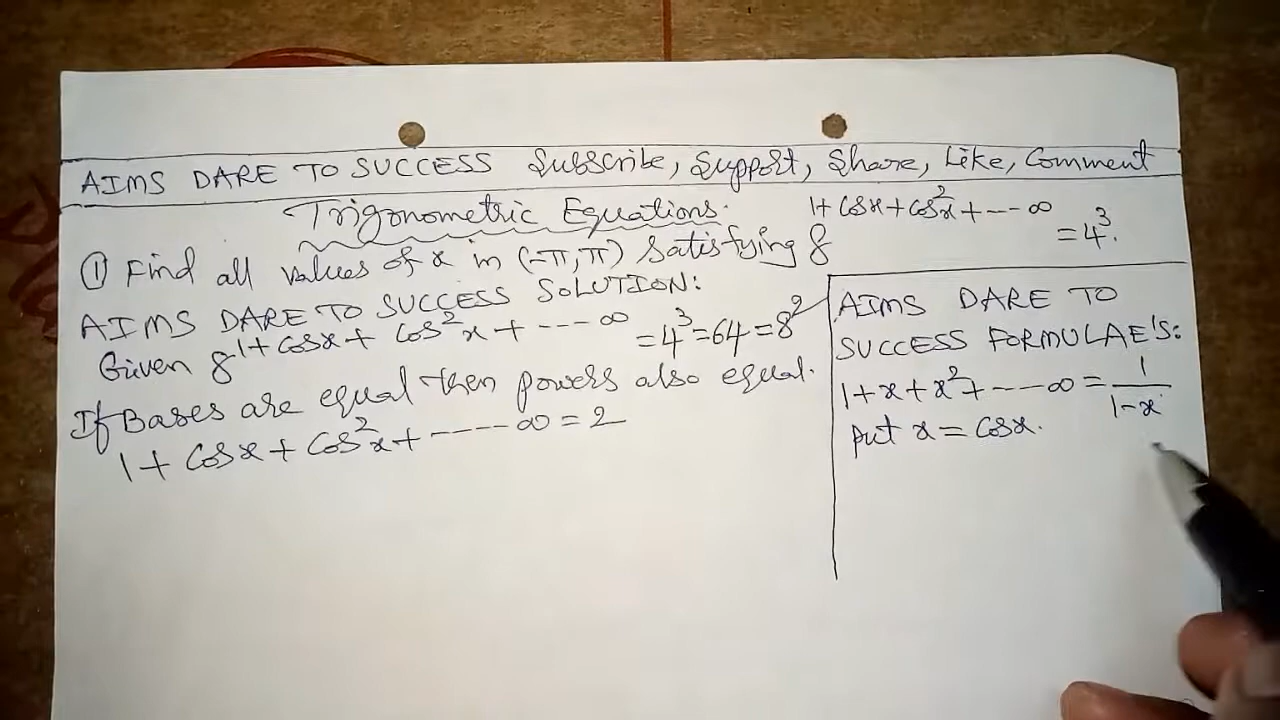 AIMS DARE TO SUCCESS Subscribe, Support, Share, Like, Comment
Trigonometric Equations.
① Find all values of x in (-π, π) satisfying 8^{1+cosx+cos²x+----∞} = 4³.
AIMS DARE TO SUCCESS SOLUTION:
Given 8^{1+cosx+cos²x+----∞} = 4³ = 64 = 8²
If Bases are equal then powers also equal.
1+cosx+cos²x+-----∞ = 2
AIMS DARE TO
SUCCESS FORMULAE'S:
1+x+x²+----∞ = 1/(1-x)
put x = cosx.